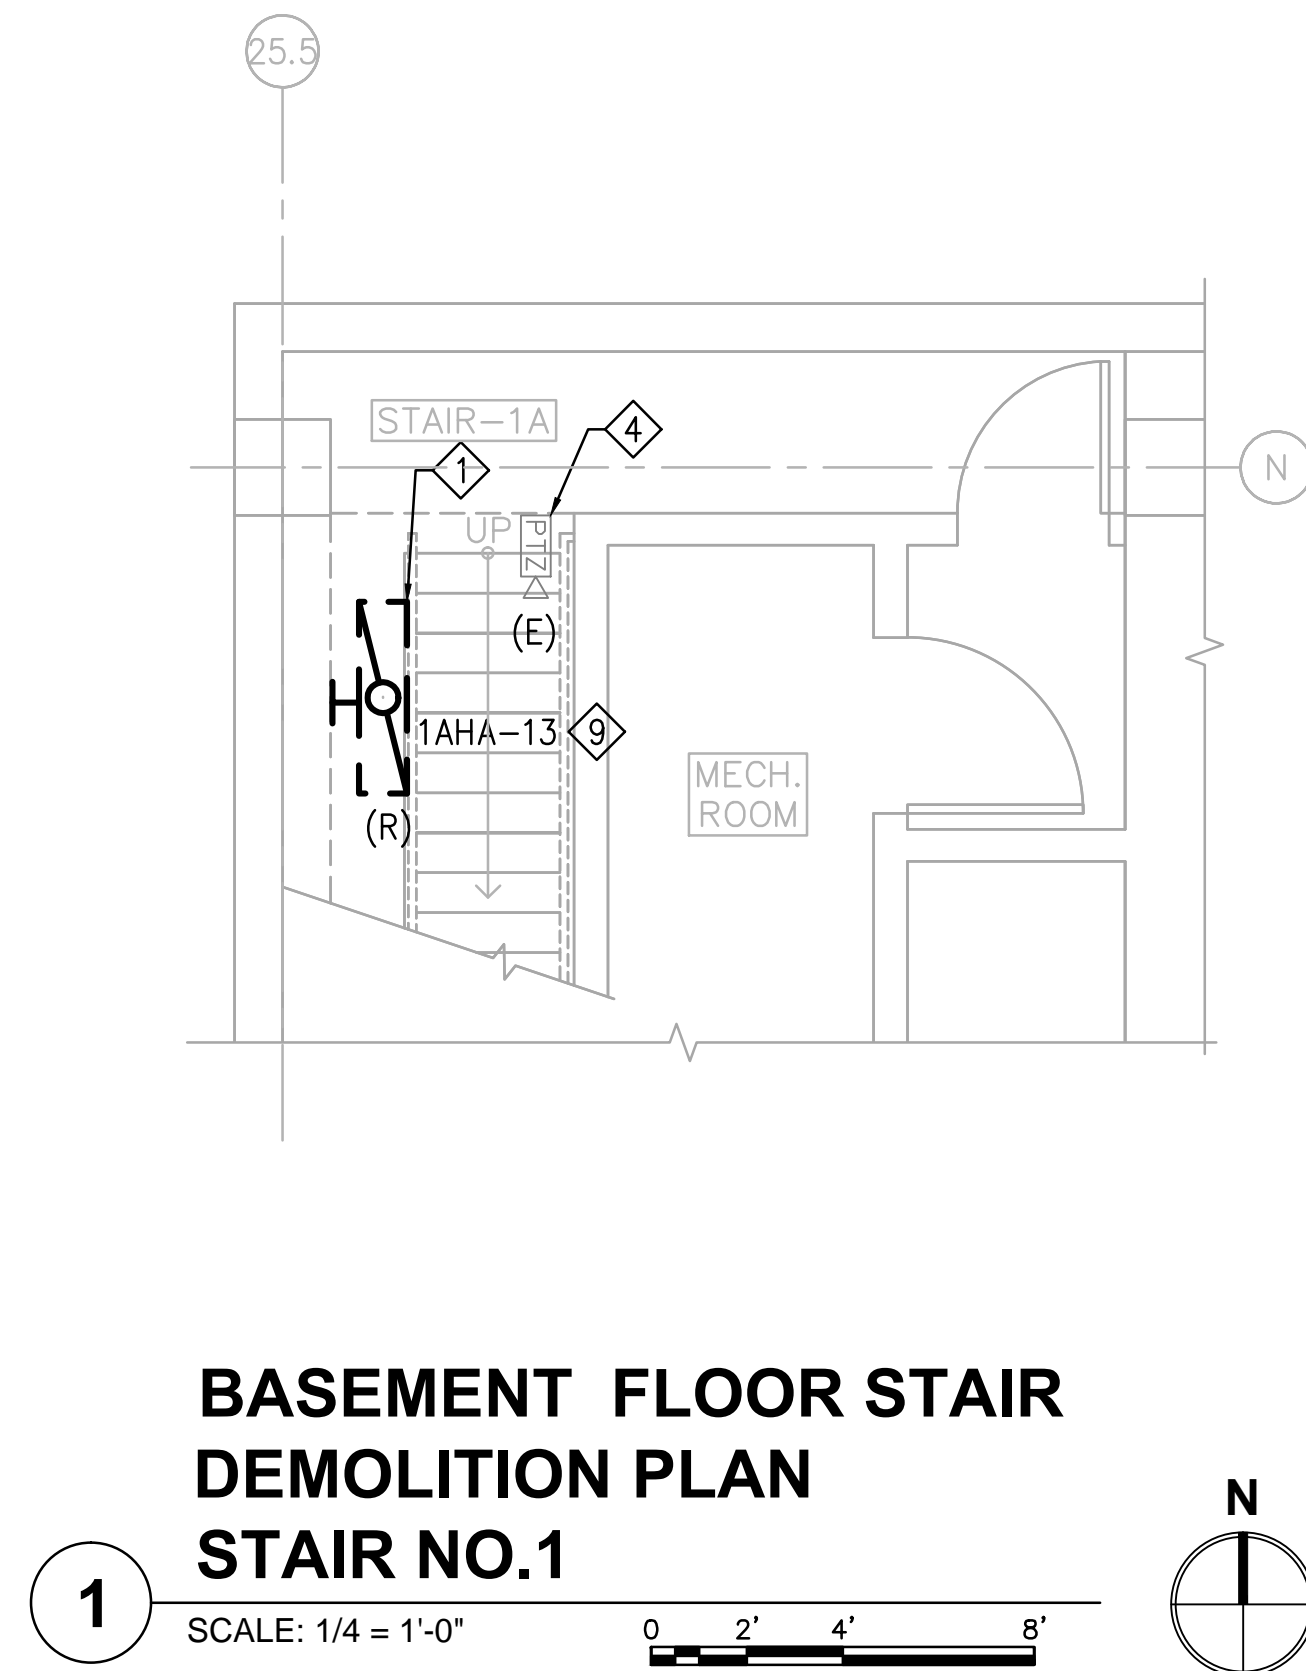 25.5
STAIR-1A
4
1
N
UP
PTZ
(E)
1AHA-13
9
MECH.
ROOM
(R)
BASEMENT FLOOR STAIR
DEMOLITION PLAN
STAIR NO.1
N
1
SCALE: 1/4 = 1'-0"
0 2' 4' 8'